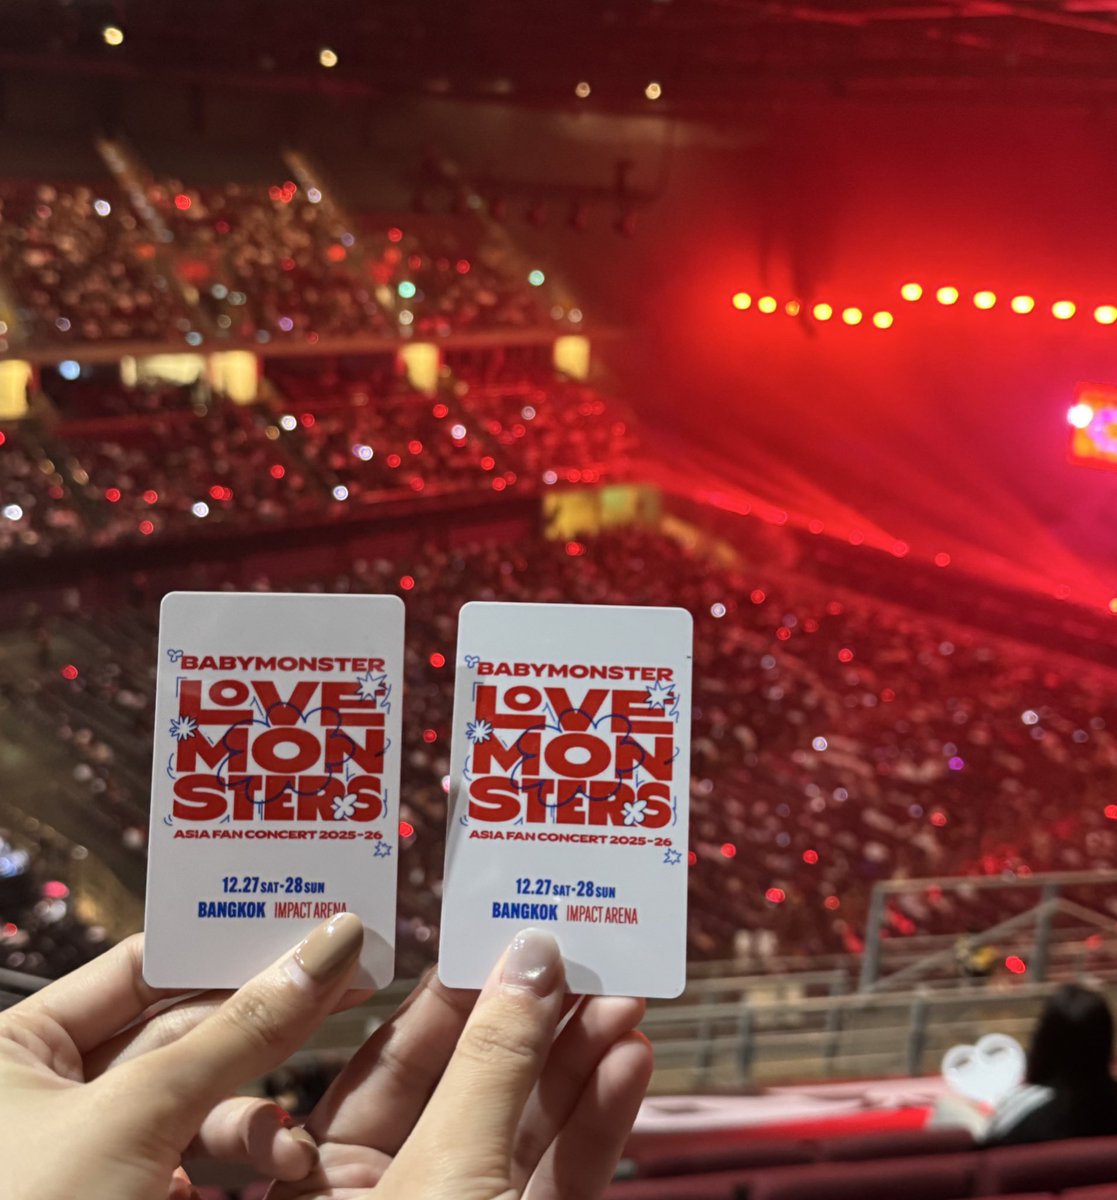 BABYMONSTER
LOVE
MON
STERS
ASIA FAN CONCERT 2025-26
12.27 SAT-28 SUN
BANGKOK IMPACT ARENA
BABYMONSTER
LOVE
MON
STERS
ASIA FAN CONCERT 2025-26
12.27 SAT-28 SUN
BANGKOK IMPACT ARENA